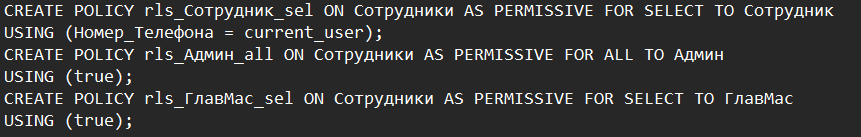 CREATE POLICY rls_Сотрудник_sel ON Сотрудники AS PERMISSIVE FOR SELECT TO Сотрудник
USING (Номер_Телефона = current_user);
CREATE POLICY rls_Админ_all ON Сотрудники AS PERMISSIVE FOR ALL TO Админ
USING (true);
CREATE POLICY rls_ГлавМас_sel ON Сотрудники AS PERMISSIVE FOR SELECT TO ГлавМас
USING (true);